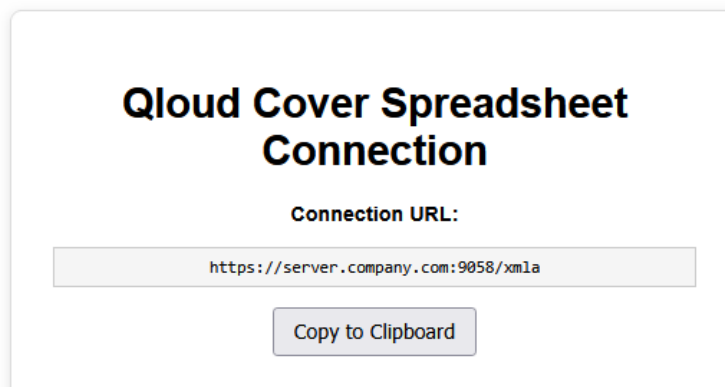 Qloud Cover Spreadsheet
Connection
Connection URL:
https://server.company.com:9058/xmla
Copy to Clipboard